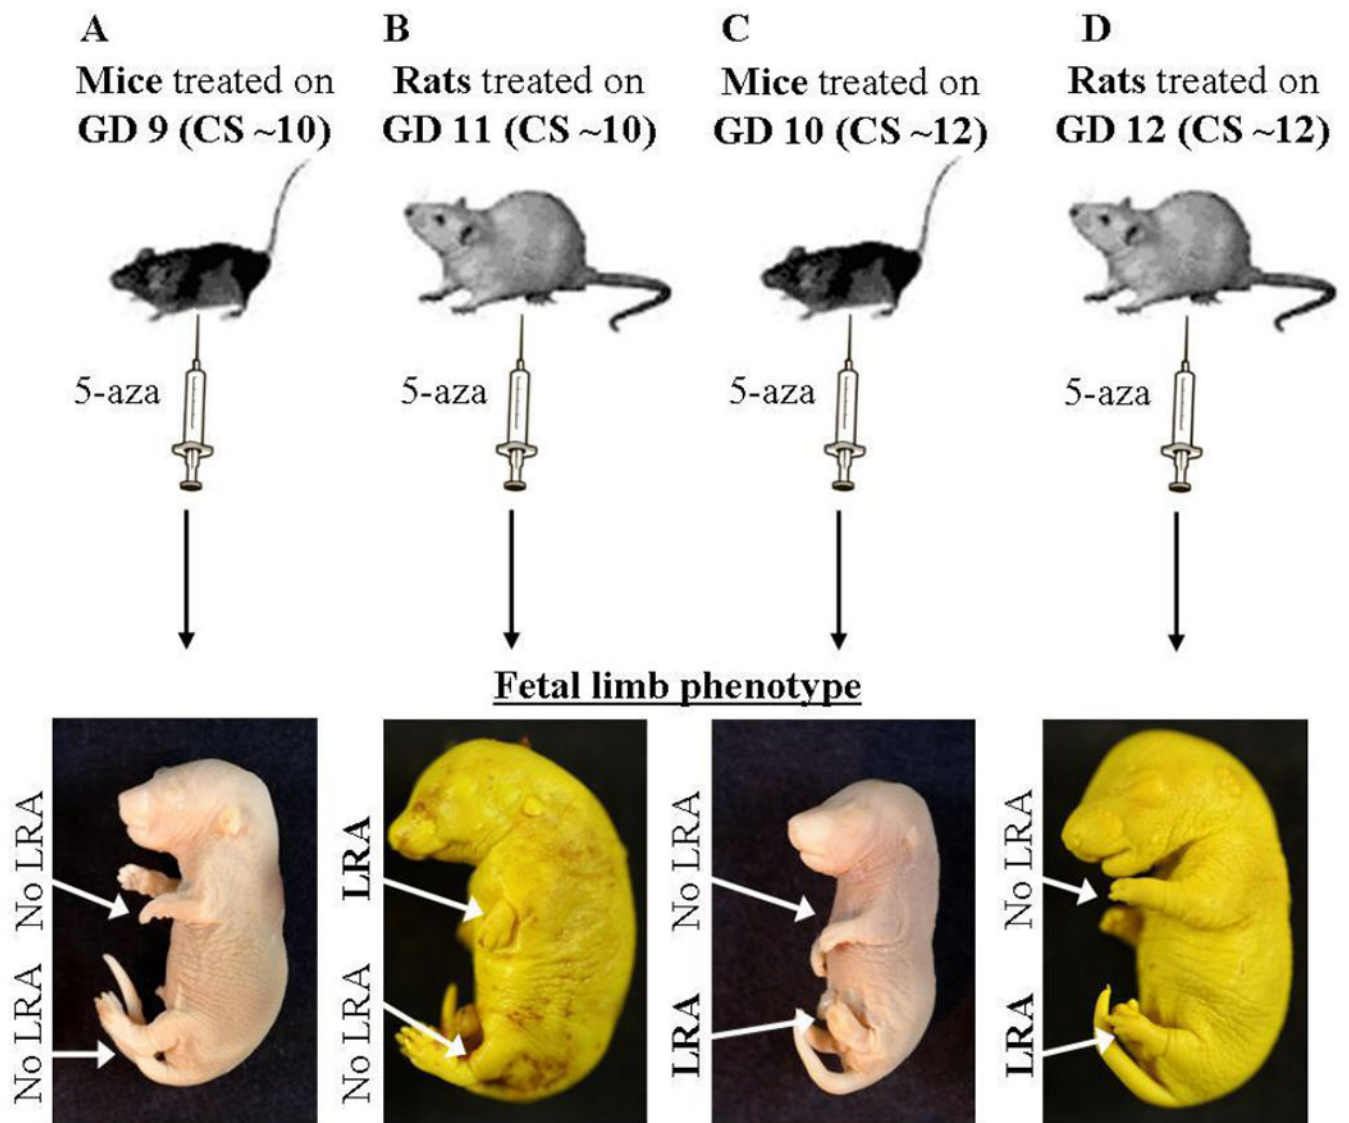 A
Mice treated on
GD 9 (CS ~10)
B
Rats treated on
GD 11 (CS ~10)
C
Mice treated on
GD 10 (CS ~12)
D
Rats treated on
GD 12 (CS ~12)
5-aza
5-aza
5-aza
5-aza
Fetal limb phenotype
No LRA
No LRA
LRA
No LRA
No LRA
LRA
No LRA
LRA